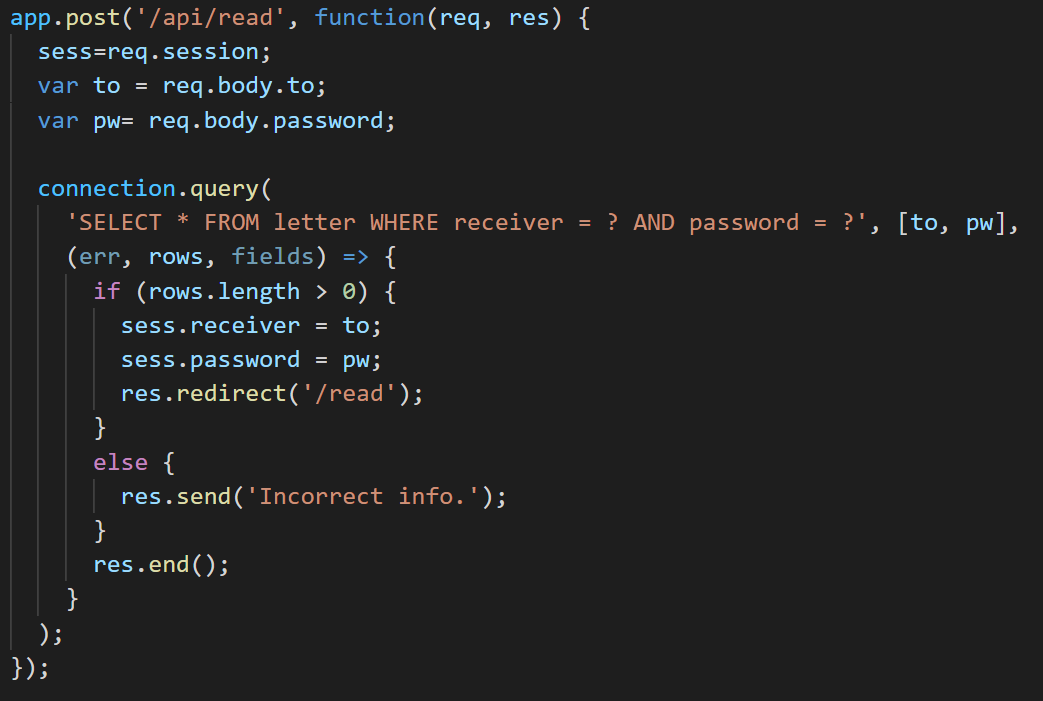 app.post('/api/read', function(req, res) {
  sess=req.session;
  var to = req.body.to;
  var pw= req.body.password;

  connection.query(
    'SELECT * FROM letter WHERE receiver = ? AND password = ?', [to, pw],
    (err, rows, fields) => {
      if (rows.length > 0) {
        sess.receiver = to;
        sess.password = pw;
        res.redirect('/read');
      }
      else {
        res.send('Incorrect info.');
      }
      res.end();
    }
  );
});